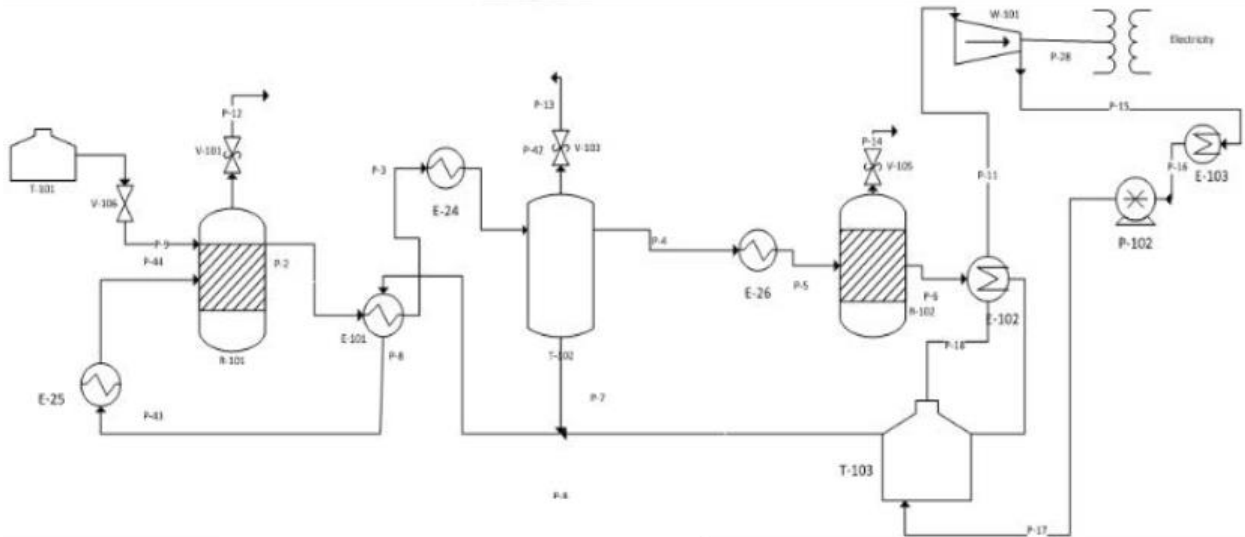 W-101
Electricity
P-28
P-12
P-13
P-15
V-101
P-42
V-103
P-14
V-105
P-16
E-103
T-101
P-3
P-11
V-106
E-24
P-102
P-44
P-2
P-4
E-26
P-5
P-6
R-102
E-102
E-101
P-8
T-102
P-18
R-101
E-25
P-43
P-7
T-103
P-17